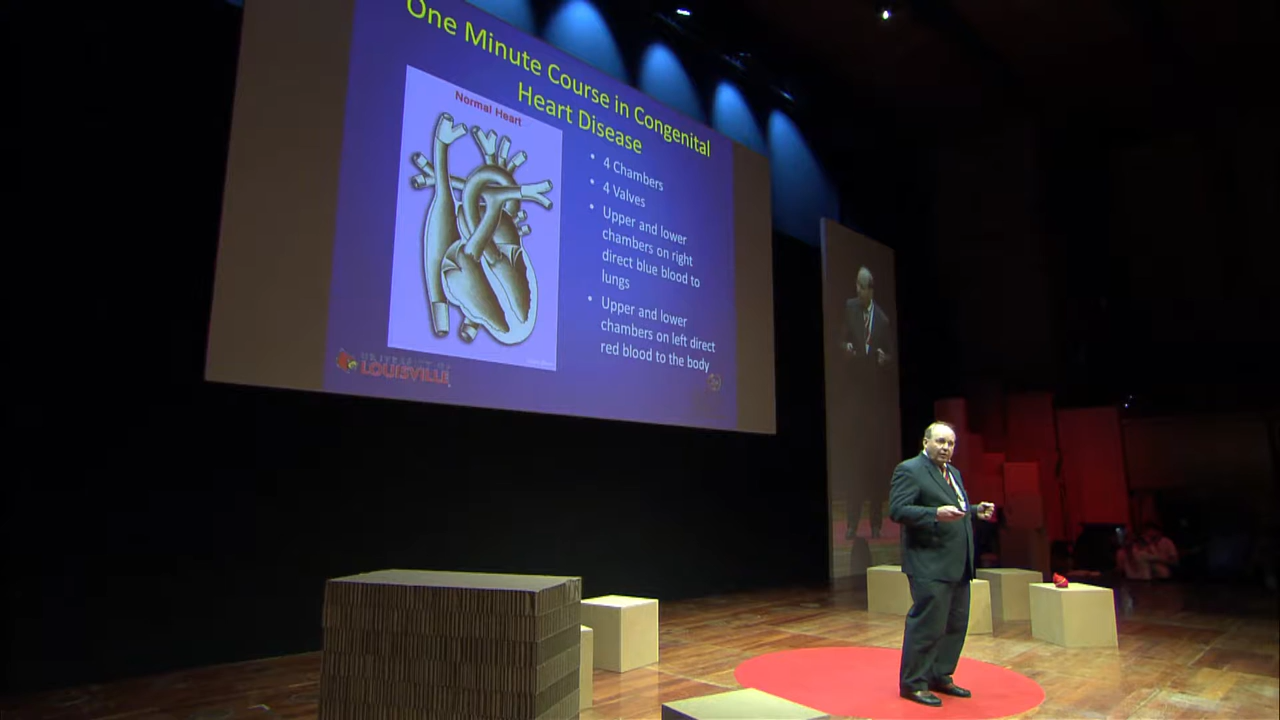 One Minute Course in Congenital
Heart Disease
Normal Heart
• 4 Chambers
• 4 Valves
• Upper and lower
chambers on right
direct blue blood to
lungs
• Upper and lower
chambers on left direct
red blood to the body
UNIVERSITY OF
LOUISVILLE